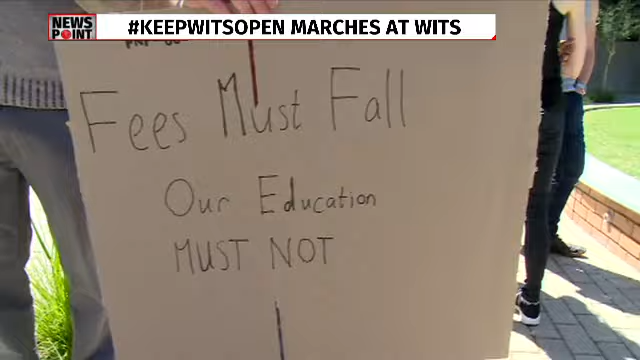 NEWS
POINT
#KEEPWITSOPEN MARCHES AT WITS
Fees Must Fall
Our Education
MUST NOT